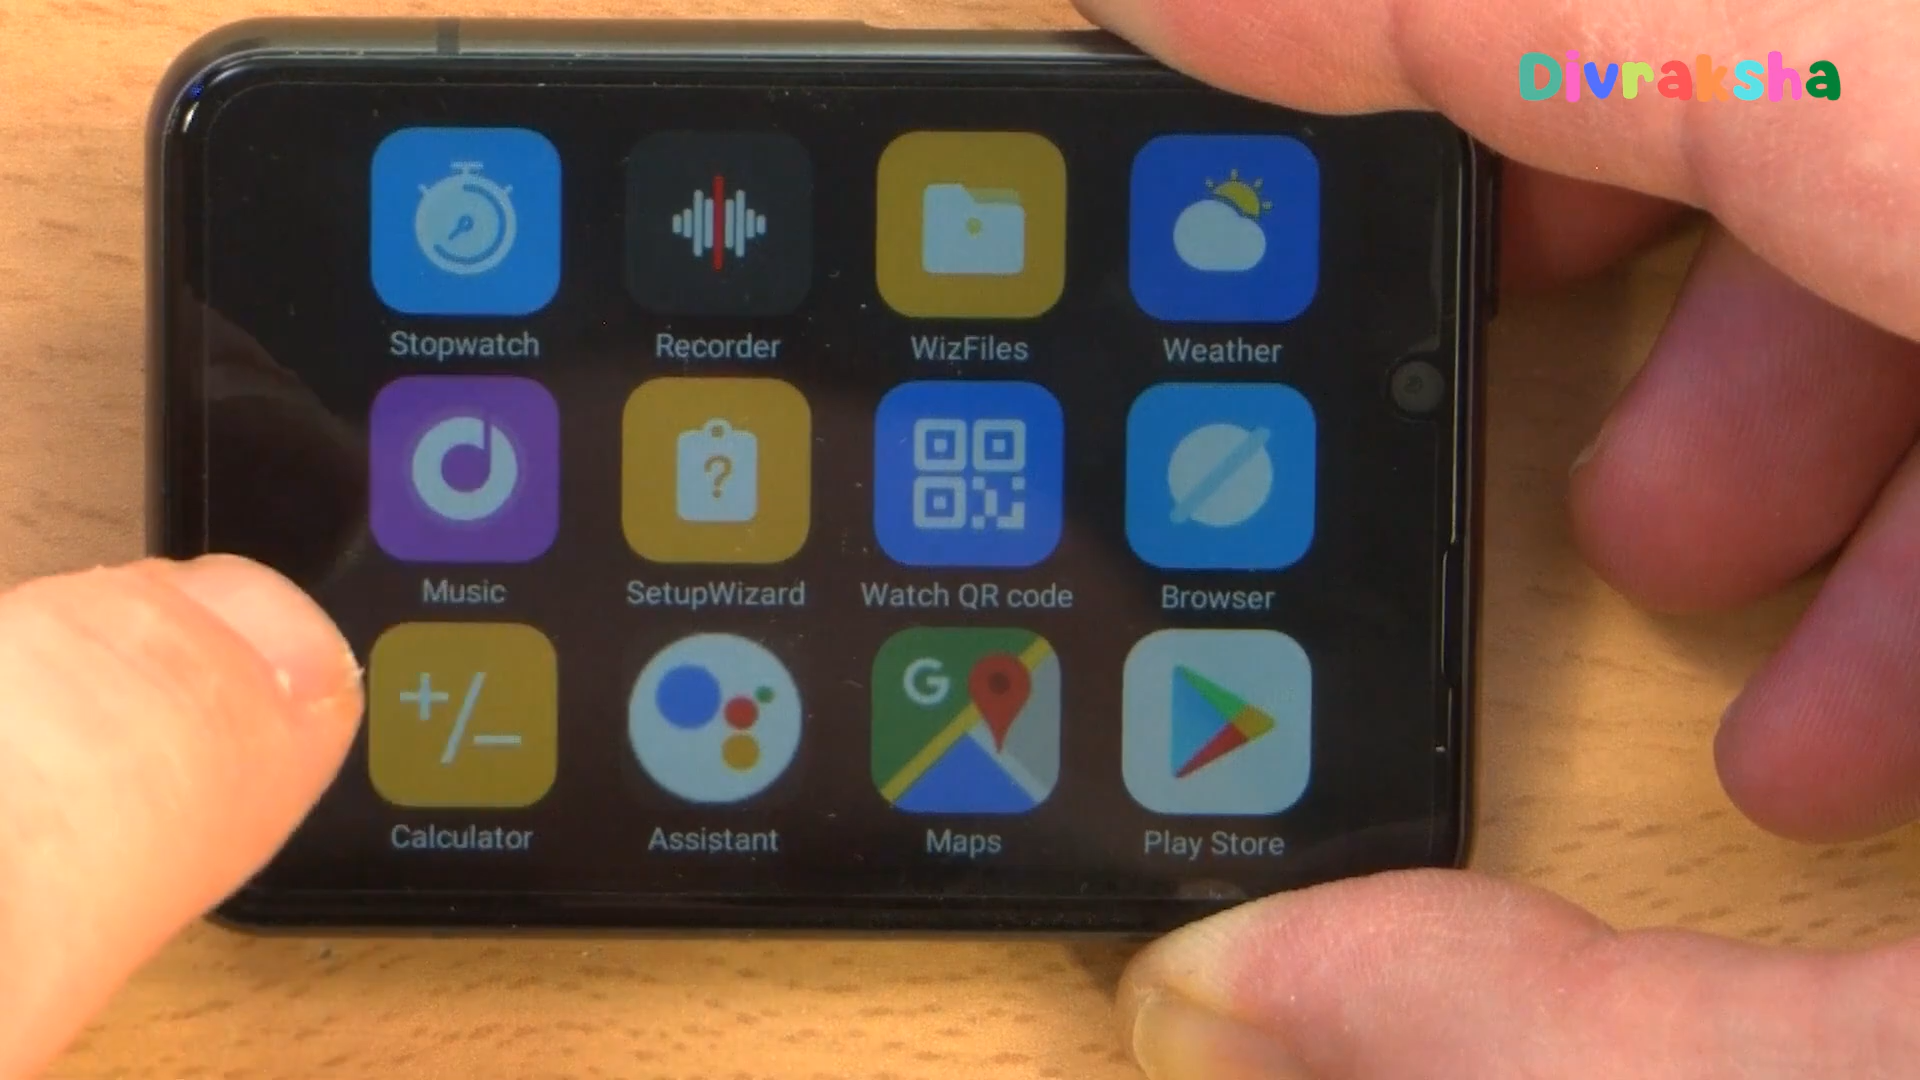 Divraksha
Stopwatch
Recorder
WizFiles
Weather
Music
SetupWizard
Watch QR code
Browser
Calculator
Assistant
G
Maps
Play Store